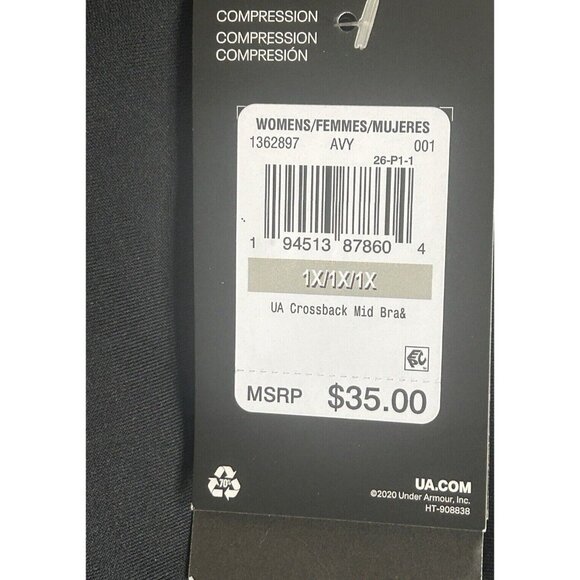 COMPRESSION
COMPRESSION
COMPRESIÓN
WOMENS/FEMMES/MUJERES
1362897 AVY 001
26-P1-1
1 94513 87860 4
1X/1X/1X
UA Crossback Mid Bra&
MSRP $35.00
70%
UA.COM
©2020 Under Armour, Inc.
HT-908838